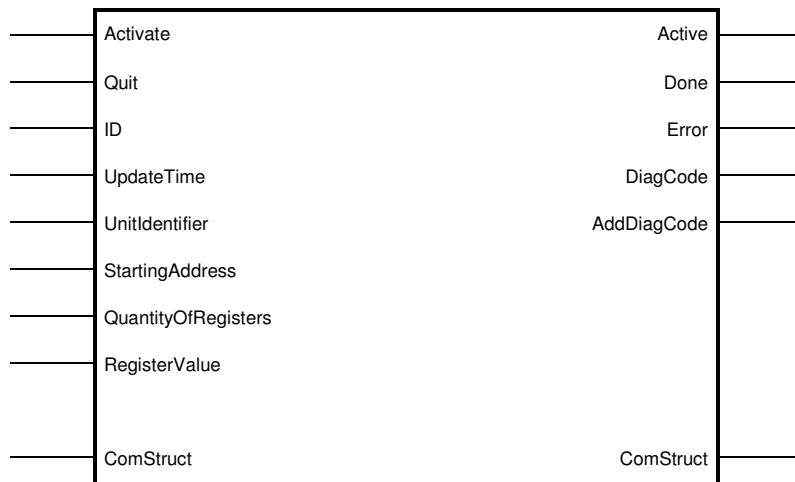 Activate Active
Quit Done
ID Error
UpdateTime DiagCode
UnitIdentifier AddDiagCode
StartingAddress
QuantityOfRegisters
RegisterValue
ComStruct ComStruct